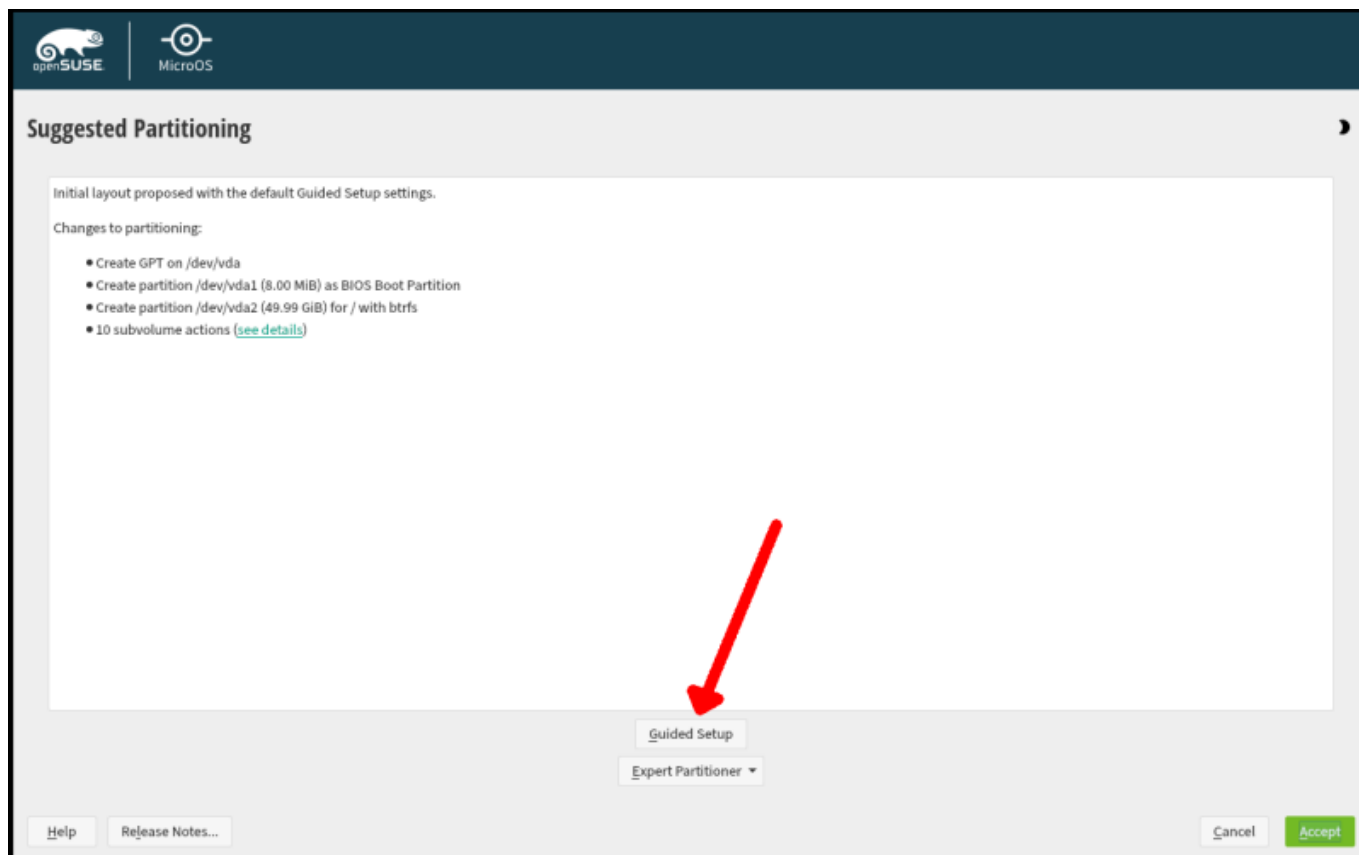 openSUSE
MicroOS
Suggested Partitioning
Initial layout proposed with the default Guided Setup settings.
Changes to partitioning:
• Create GPT on /dev/vda
• Create partition /dev/vda1 (8.00 MiB) as BIOS Boot Partition
• Create partition /dev/vda2 (49.99 GiB) for / with btrfs
• 10 subvolume actions (see details)
Guided Setup
Expert Partitioner
Help
Release Notes...
Cancel
Accept